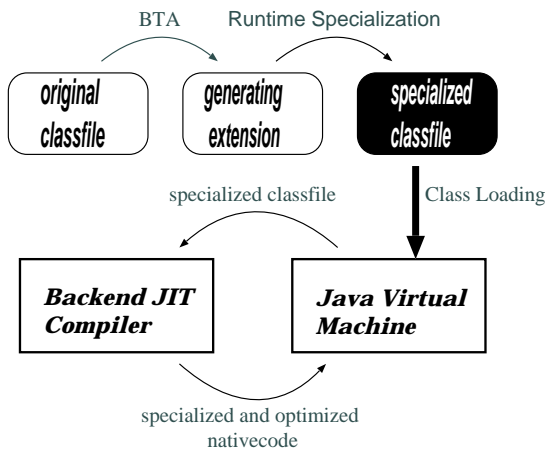 BTA
Runtime Specialization
original
classfile
generating
extension
specialized
classfile
specialized classfile
Class Loading
Backend JIT
Compiler
Java Virtual
Machine
specialized and optimized
nativecode